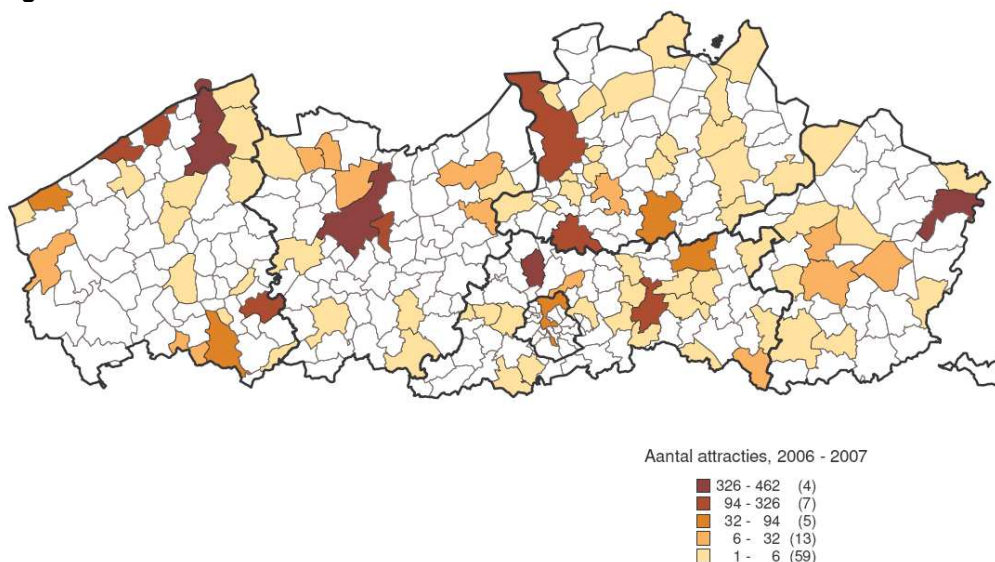 Aantal attracties, 2006 - 2007
326 - 462 (4)
94 - 326 (7)
32 - 94 (5)
6 - 32 (13)
1 - 6 (59)